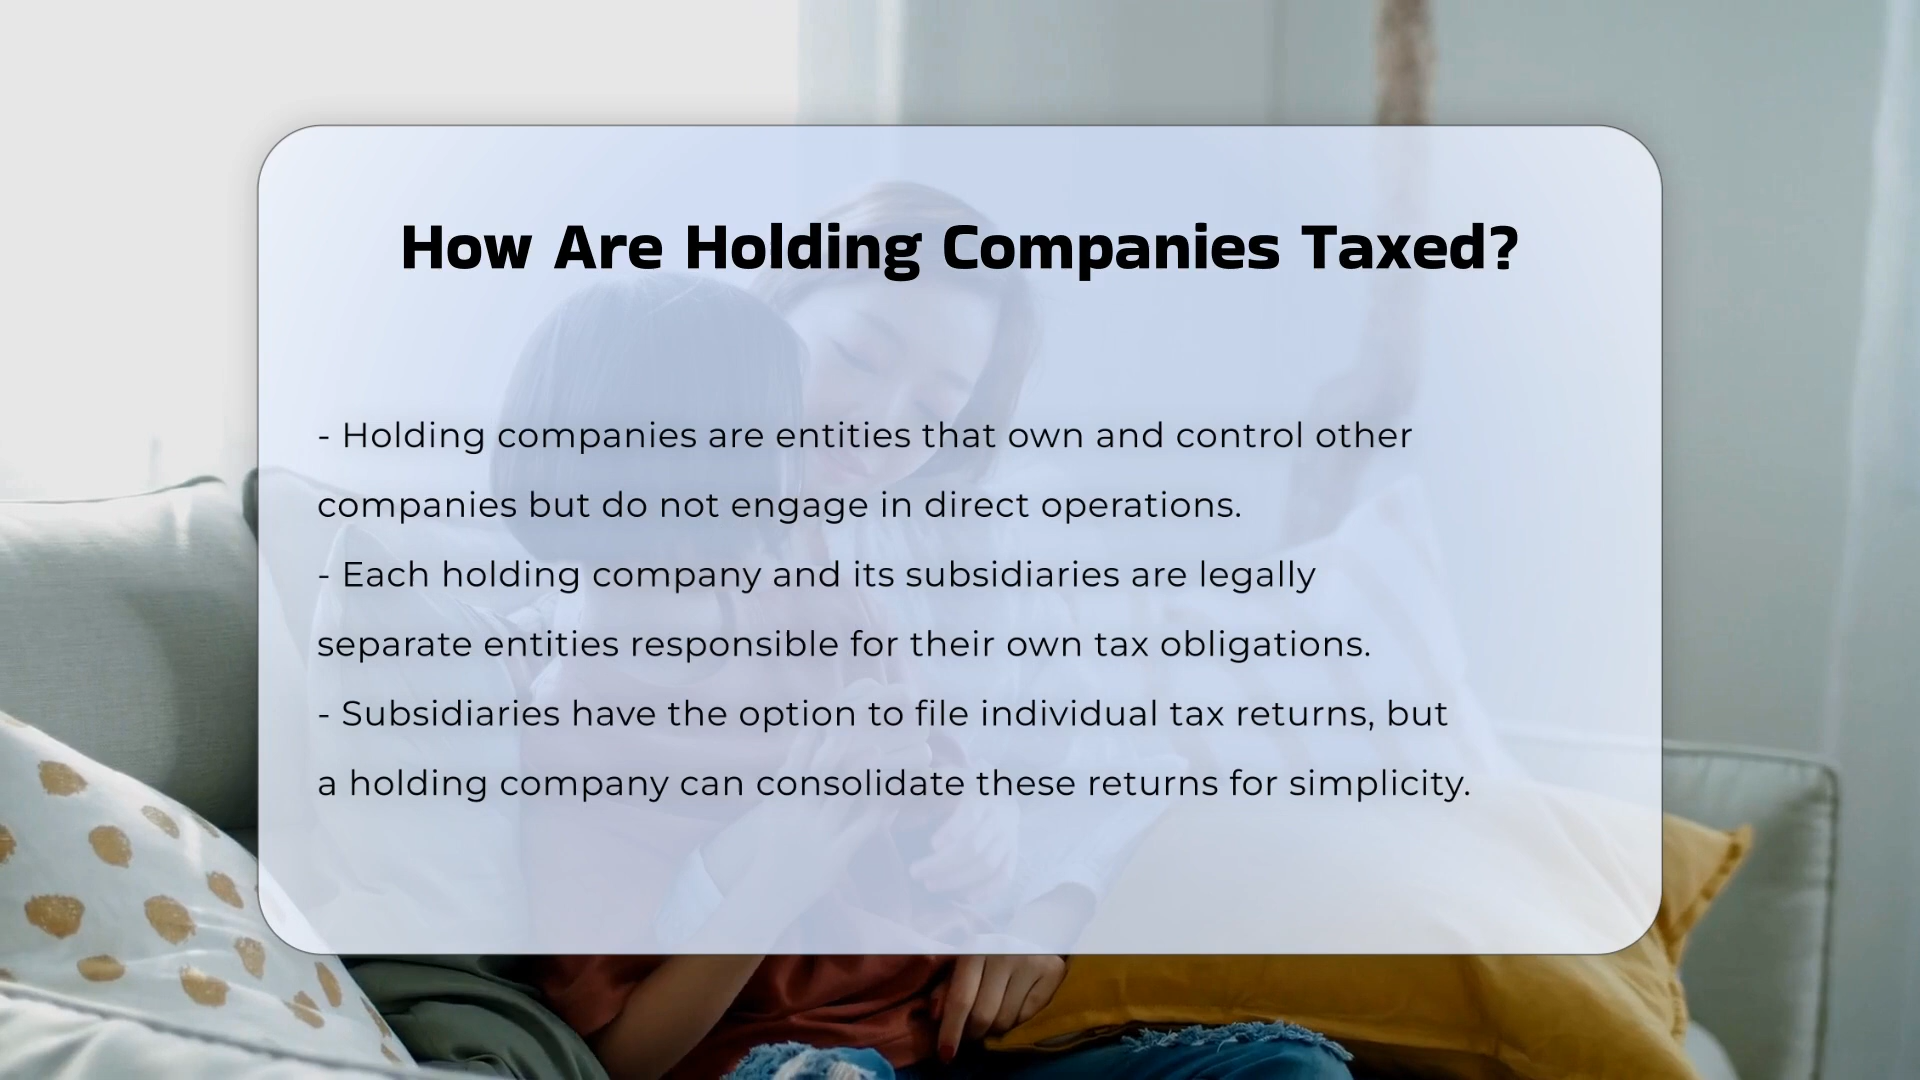 How Are Holding Companies Taxed?
- Holding companies are entities that own and control other
companies but do not engage in direct operations.
- Each holding company and its subsidiaries are legally
separate entities responsible for their own tax obligations.
- Subsidiaries have the option to file individual tax returns, but
a holding company can consolidate these returns for simplicity.